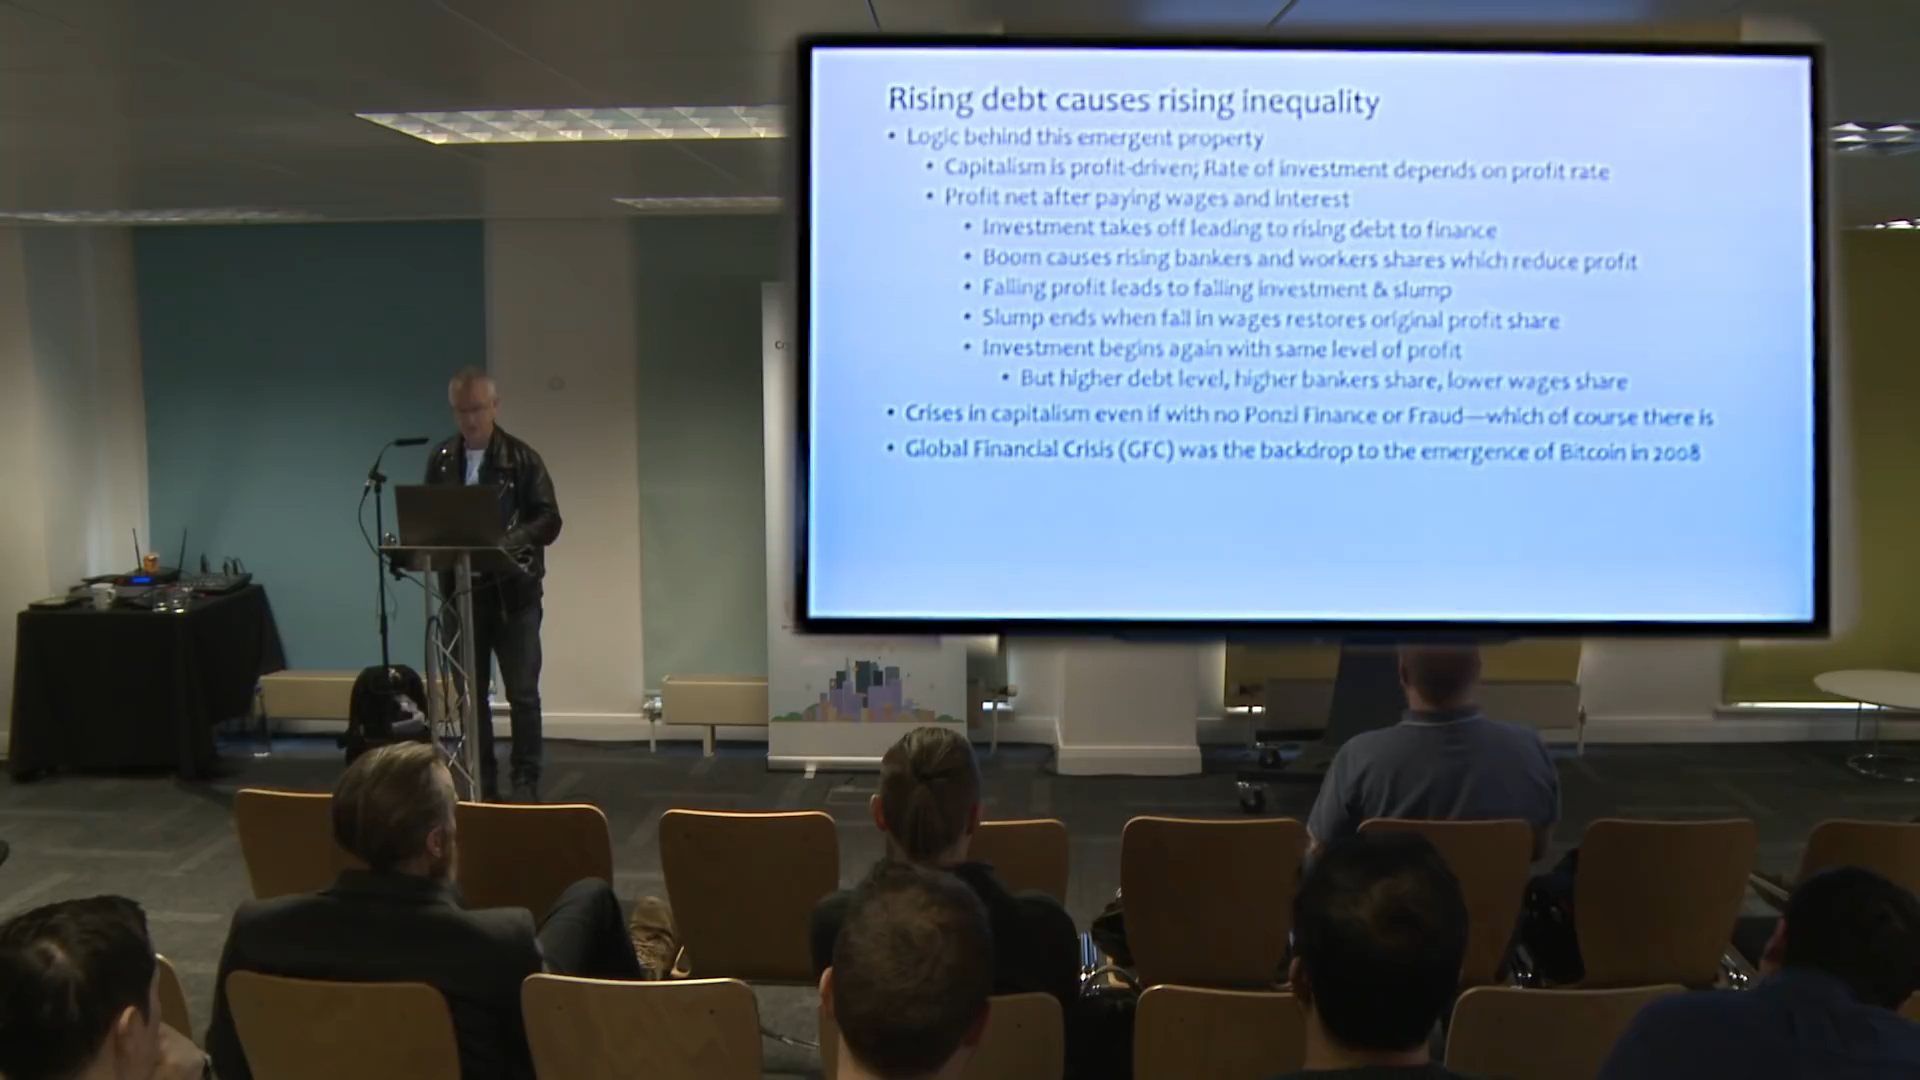 Rising debt causes rising inequality
• Logic behind this emergent property
• Capitalism is profit-driven; Rate of investment depends on profit rate
• Profit net after paying wages and interest
• Investment takes off leading to rising debt to finance
• Boom causes rising bankers and workers shares which reduce profit
• Falling profit leads to falling investment & slump
• Slump ends when fall in wages restores original profit share
• Investment begins again with same level of profit
• But higher debt level, higher bankers share, lower wages share
• Crises in capitalism even if with no Ponzi Finance or Fraud—which of course there is
• Global Financial Crisis (GFC) was the backdrop to the emergence of Bitcoin in 2008